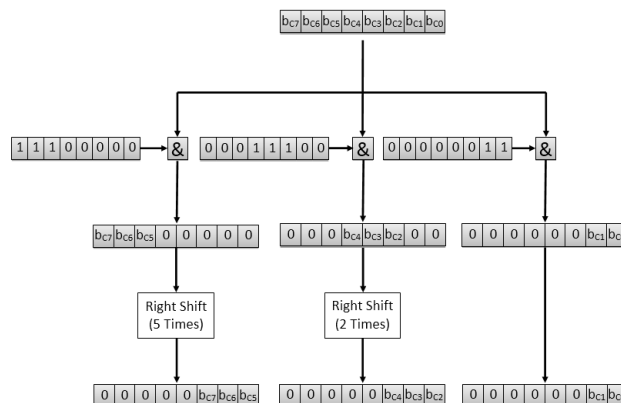 bC7 bC6 bC5 bC4 bC3 bC2 bC1 bC0
1 1 1 0 0 0 0 0 & 0 0 0 1 1 1 0 0 & 0 0 0 0 0 0 1 1 &
bC7 bC6 bC5 0 0 0 0 0 0 0 0 bC4 bC3 bC2 0 0 0 0 0 0 0 0 bC1 bC
Right Shift Right Shift
(5 Times) (2 Times)
0 0 0 0 0 bC7 bC6 bC5 0 0 0 0 0 bC4 bC3 bC2 0 0 0 0 0 0 bC1 bC